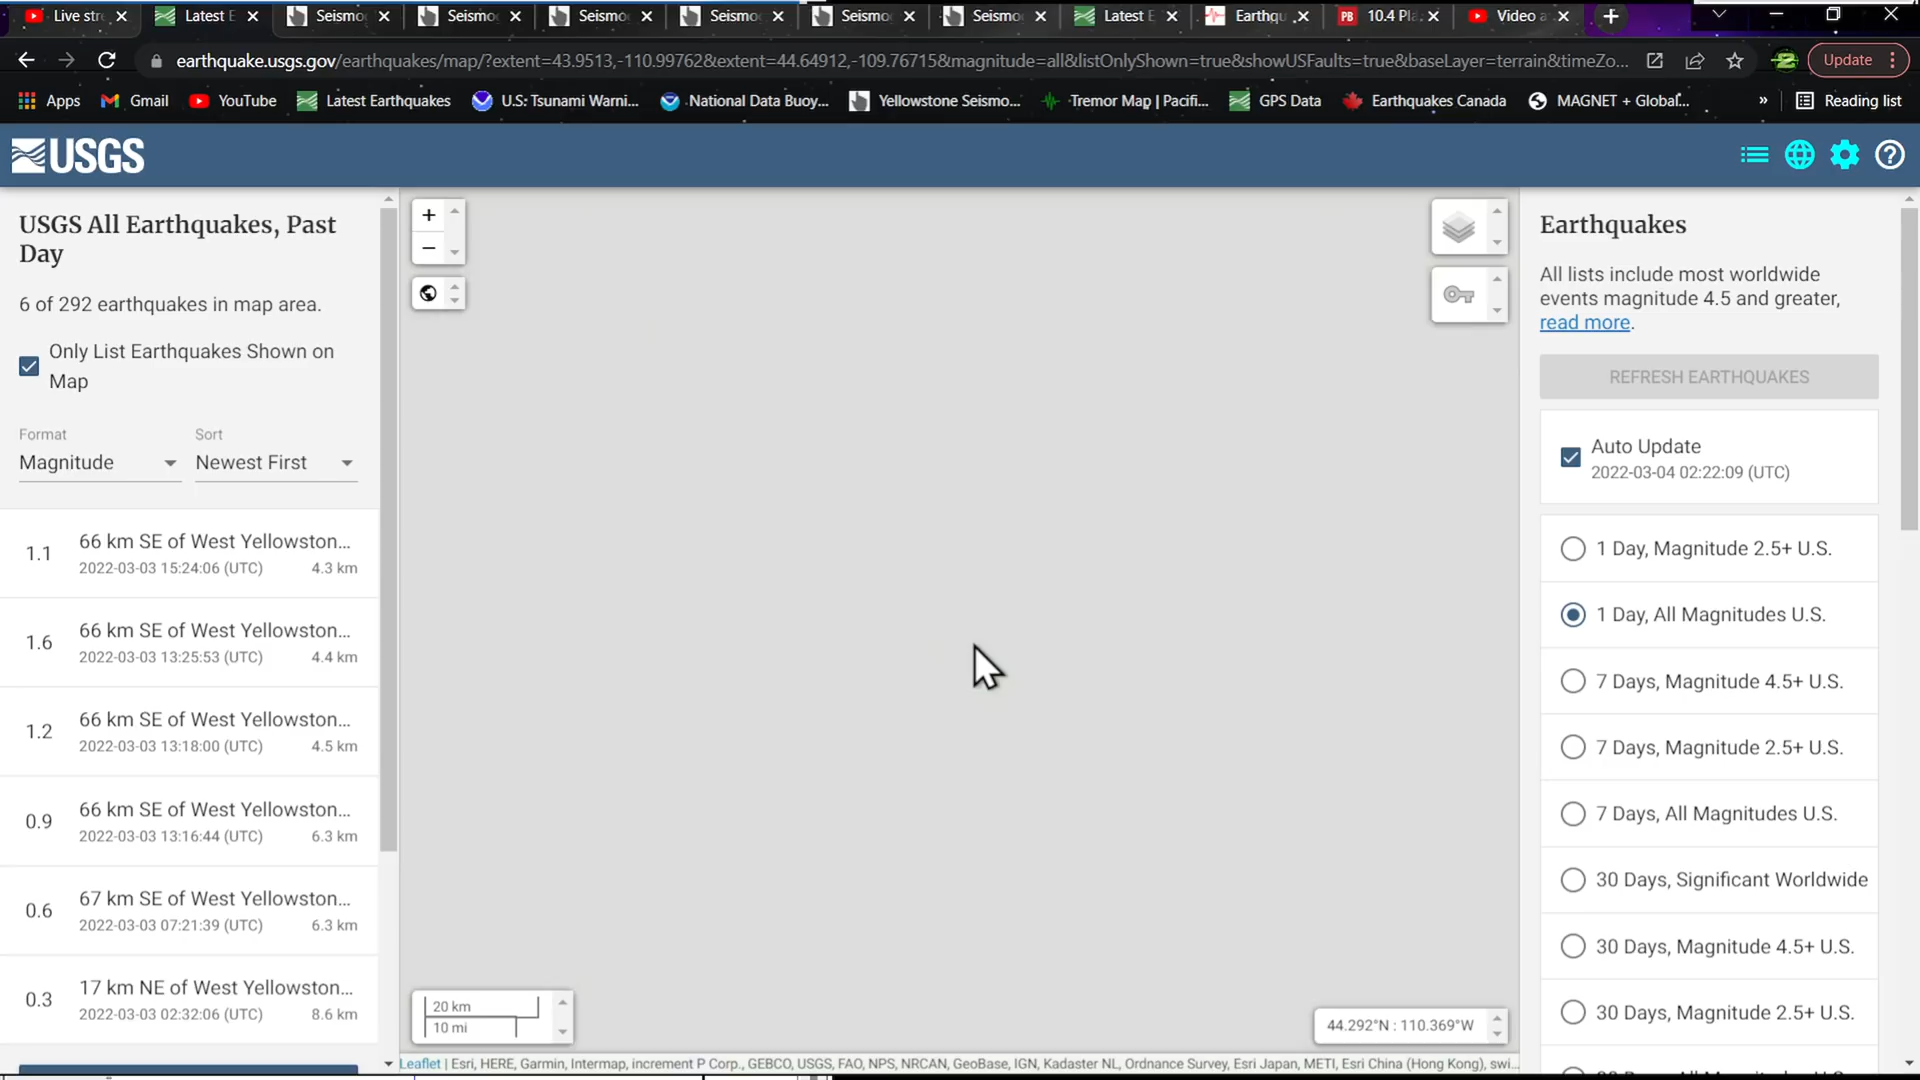 Live str
Latest E
Seismo
Seismo
Seismo
Seismo
Seismo
Seismo
Latest E
Earthqu
PB
10.4 Pla
Video a
earthquake.usgs.gov/earthquakes/map/?extent=43.9513,-110.99762&extent=44.64912,-109.76715&magnitude=all&listOnlyShown=true&showUSFaults=true&baseLayer=terrain&timeZo...
Update
Apps
Gmail
YouTube
Latest Earthquakes
U.S. Tsunami Warni...
National Data Buoy...
Yellowstone Seismo...
Tremor Map | Pacifi...
GPS Data
Earthquakes Canada
MAGNET + Global...
»
Reading list
USGS
USGS All Earthquakes, Past
Day
6 of 292 earthquakes in map area.
Only List Earthquakes Shown on
Map
Format
Sort
Magnitude
Newest First
1.1
66 km SE of West Yellowston...
2022-03-03 15:24:06 (UTC)
4.3 km
1.6
66 km SE of West Yellowston...
2022-03-03 13:25:53 (UTC)
4.4 km
1.2
66 km SE of West Yellowston...
2022-03-03 13:18:00 (UTC)
4.5 km
0.9
66 km SE of West Yellowston...
2022-03-03 13:16:44 (UTC)
6.3 km
0.6
67 km SE of West Yellowston...
2022-03-03 07:21:39 (UTC)
6.3 km
0.3
17 km NE of West Yellowston...
2022-03-03 02:32:06 (UTC)
8.6 km
+
−
20 km
10 mi
44.292°N : 110.369°W
Leaflet | Esri, HERE, Garmin, Intermap, increment P Corp., GEBCO, USGS, FAO, NPS, NRCAN, GeoBase, IGN, Kadaster NL, Ordnance Survey, Esri Japan, METI, Esri China (Hong Kong), swi...
Earthquakes
All lists include most worldwide
events magnitude 4.5 and greater,
read more.
REFRESH EARTHQUAKES
Auto Update
2022-03-04 02:22:09 (UTC)
1 Day, Magnitude 2.5+ U.S.
1 Day, All Magnitudes U.S.
7 Days, Magnitude 4.5+ U.S.
7 Days, Magnitude 2.5+ U.S.
7 Days, All Magnitudes U.S.
30 Days, Significant Worldwide
30 Days, Magnitude 4.5+ U.S.
30 Days, Magnitude 2.5+ U.S.